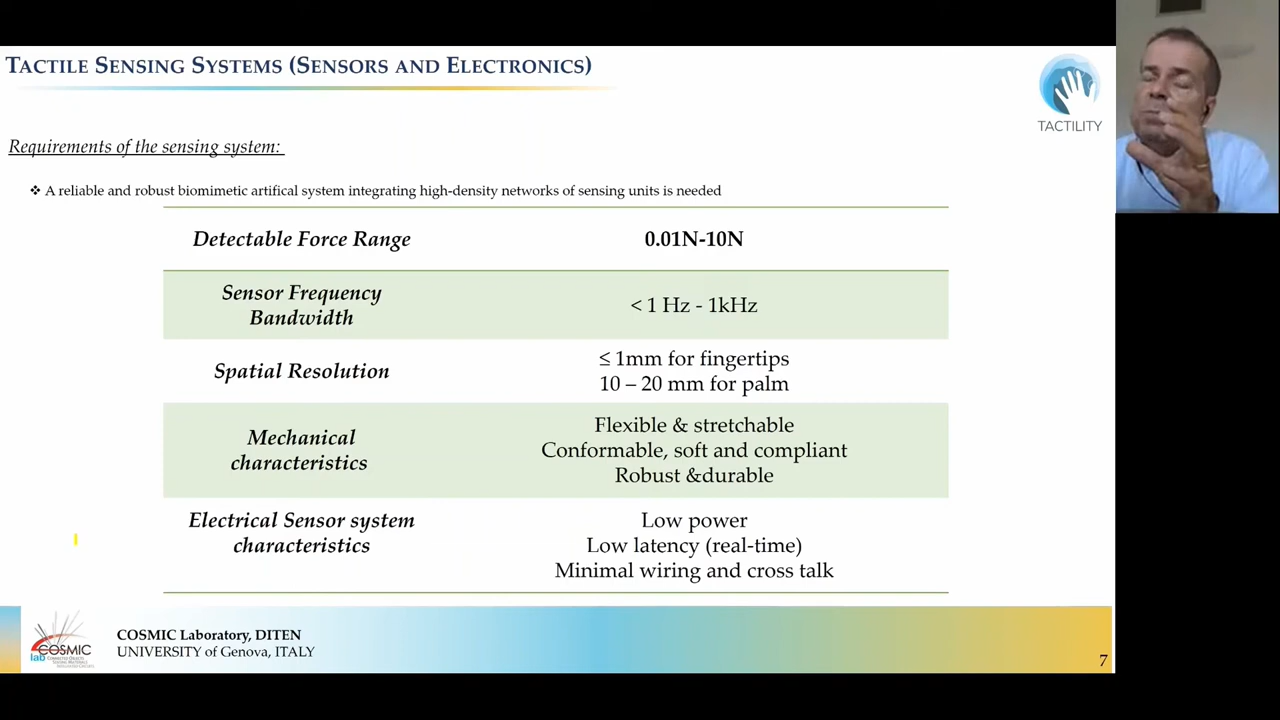 TACTILE SENSING SYSTEMS (SENSORS AND ELECTRONICS)
TACTILITY
Requirements of the sensing system:
❖ A reliable and robust biomimetic artifical system integrating high-density networks of sensing units is needed
Detectable Force Range
0.01N-10N
Sensor Frequency
Bandwidth
< 1 Hz - 1kHz
Spatial Resolution
≤ 1mm for fingertips
10 – 20 mm for palm
Mechanical
characteristics
Flexible & stretchable
Conformable, soft and compliant
Robust &durable
Electrical Sensor system
characteristics
Low power
Low latency (real-time)
Minimal wiring and cross talk
COSMIC
lab
COSMIC Laboratory, DITEN
UNIVERSITY of Genova, ITALY
7